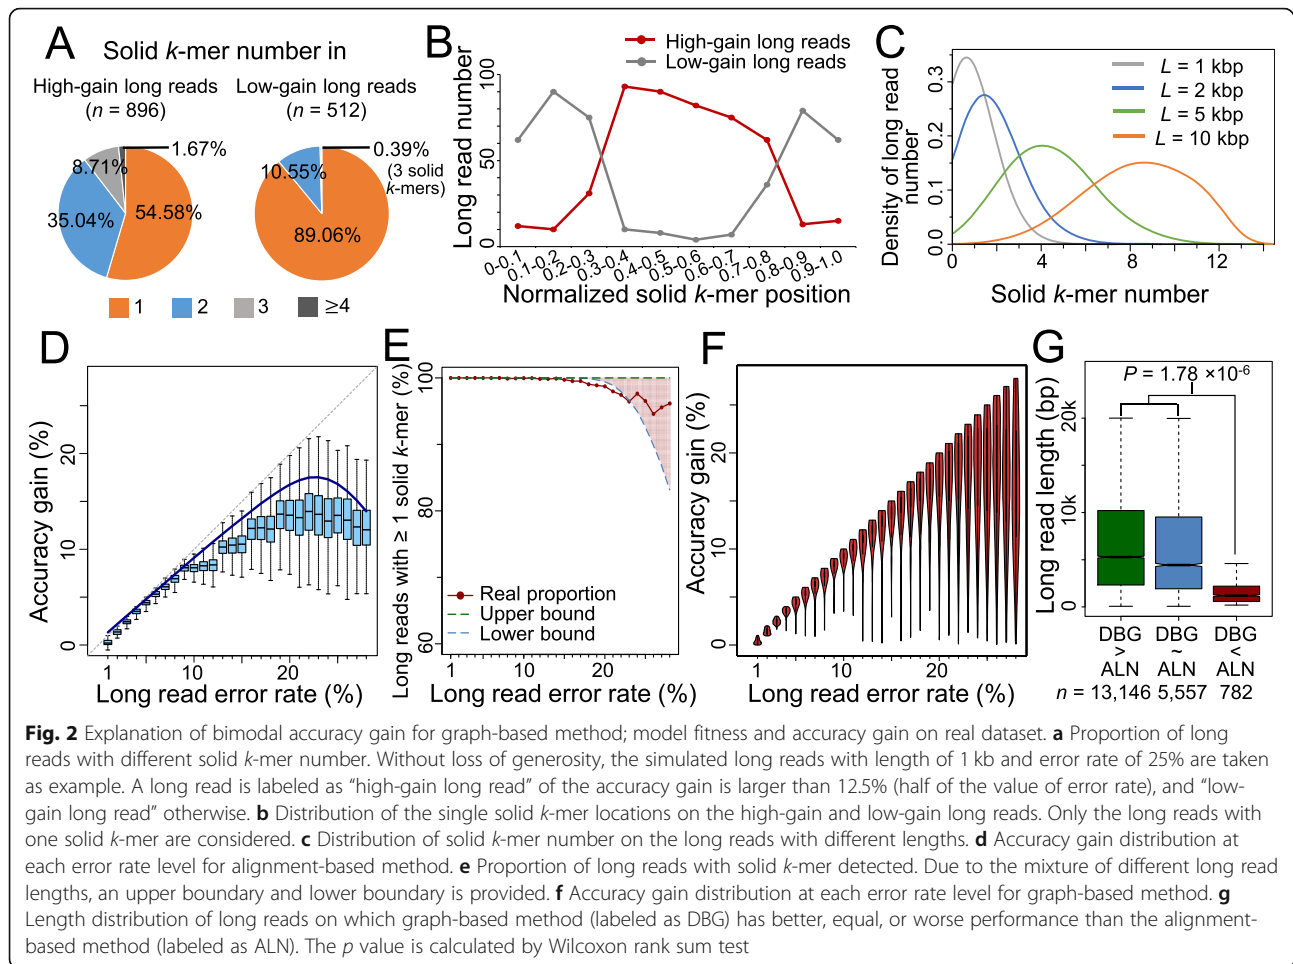 A
Solid k-mer number in
High-gain long reads
(n = 896)
Low-gain long reads
(n = 512)
1.67%
8.71%
35.04%
54.58%
0.39%
(3 solid
k-mers)
10.55%
89.06%
1
2
3
≥4
B
High-gain long reads
Low-gain long reads
Long read number
0
50
100
0-0.1
0.1-0.2
0.2-0.3
0.3-0.4
0.4-0.5
0.5-0.6
0.6-0.7
0.7-0.8
0.8-0.9
0.9-1.0
Normalized solid k-mer position
C
Density of long read
number
0.0
0.1
0.2
0.3
L = 1 kbp
L = 2 kbp
L = 5 kbp
L = 10 kbp
0
4
8
12
Solid k-mer number
D
Accuracy gain (%)
0
10
20
1
10
20
Long read error rate (%)
E
Long reads with ≥ 1 solid k-mer (%)
60
80
100
Real proportion
Upper bound
Lower bound
1
10
20
Long read error rate (%)
F
Accuracy gain (%)
0
10
20
1
10
20
Long read error rate (%)
G
P = 1.78 ×10-6
Long read length (bp)
0
10k
20k
DBG DBG DBG
> ~ <
ALN ALN ALN
n = 13,146 5,557 782
Fig. 2 Explanation of bimodal accuracy gain for graph-based method; model fitness and accuracy gain on real dataset. a Proportion of long
reads with different solid k-mer number. Without loss of generosity, the simulated long reads with length of 1 kb and error rate of 25% are taken
as example. A long read is labeled as “high-gain long read” of the accuracy gain is larger than 12.5% (half of the value of error rate), and “low-
gain long read” otherwise. b Distribution of the single solid k-mer locations on the high-gain and low-gain long reads. Only the long reads with
one solid k-mer are considered. c Distribution of solid k-mer number on the long reads with different lengths. d Accuracy gain distribution at
each error rate level for alignment-based method. e Proportion of long reads with solid k-mer detected. Due to the mixture of different long read
lengths, an upper boundary and lower boundary is provided. f Accuracy gain distribution at each error rate level for graph-based method. g
Length distribution of long reads on which graph-based method (labeled as DBG) has better, equal, or worse performance than the alignment-
based method (labeled as ALN). The p value is calculated by Wilcoxon rank sum test